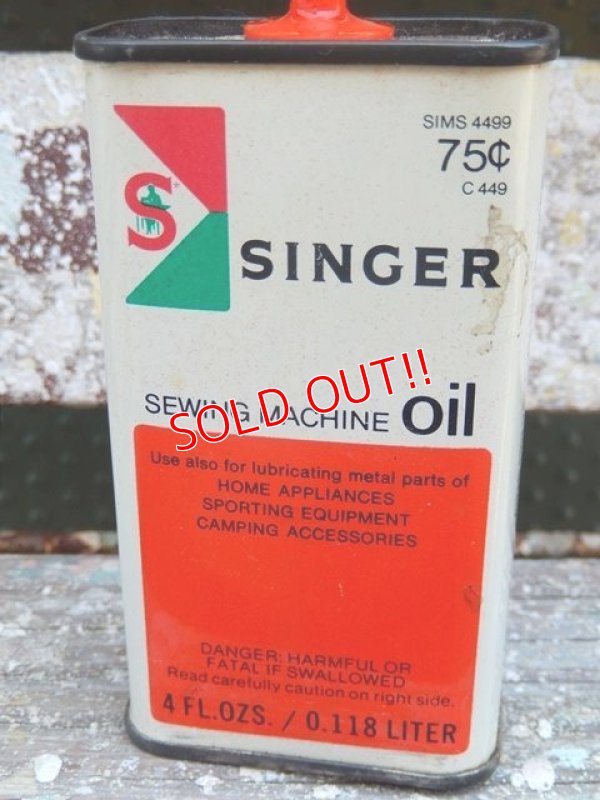 SIMS 4499
75¢
C 449
S
SINGER
SOLD OUT!!
SEWING MACHINE oil
Use also for lubricating metal parts of
HOME APPLIANCES
SPORTING EQUIPMENT
CAMPING ACCESSORIES
DANGER: HARMFUL OR
FATAL IF SWALLOWED
Read carefully caution on right side.
4 FL.OZS. / 0.118 LITER